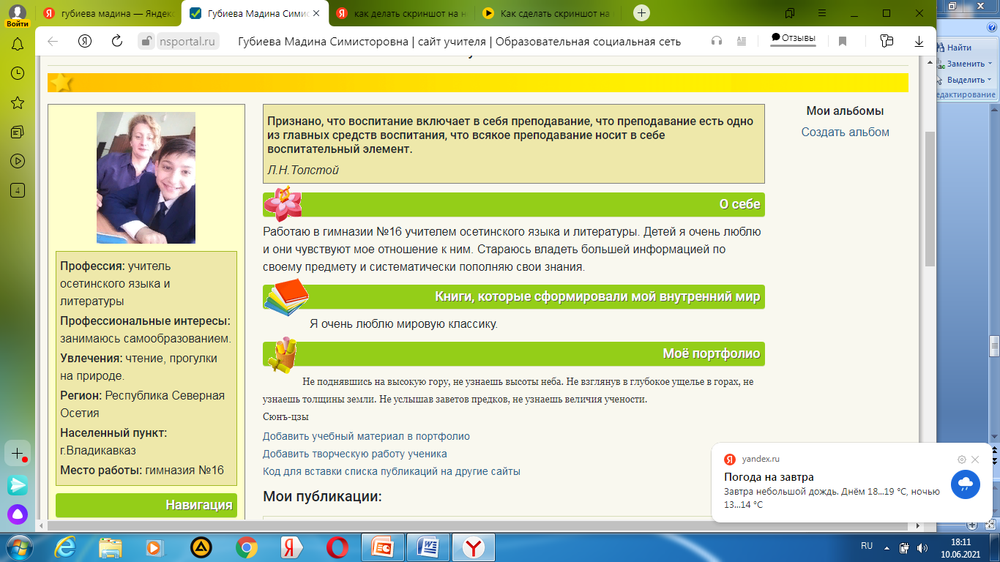 губиева мадина — Яндекс
Губиева Мадина Симис
как делать скриншот на н
Как сделать скриншот на
Войти
nsportal.ru
Губиева Мадина Симисторовна | сайт учителя | Образовательная социальная сеть
Отзывы
Найти
Заменить
Выделить
едактирование
4
Признано, что воспитание включает в себя преподавание, что преподавание есть одно
из главных средств воспитания, что всякое преподавание носит в себе
воспитательный элемент.
Л.Н.Толстой
Мои альбомы
Создать альбом
О себе
Работаю в гимназии №16 учителем осетинского языка и литературы. Детей я очень люблю
и они чувствуют мое отношение к ним. Стараюсь владеть большей информацией по
своему предмету и систематически пополняю свои знания.
Книги, которые сформировали мой внутренний мир
Я очень люблю мировую классику.
Моё портфолио
Не поднявшись на высокую гору, не узнаешь высоты неба. Не взглянув в глубокое ущелье в горах, не
узнаешь толщины земли. Не услышав заветов предков, не узнаешь величия учености.
Сюнъ-цзы
Добавить учебный материал в портфолио
Добавить творческую работу ученика
Код для вставки списка публикаций на другие сайты
Мои публикации:
Профессия: учитель
осетинского языка и
литературы
Профессиональные интересы:
занимаюсь самообразованием.
Увлечения: чтение, прогулки
на природе.
Регион: Республика Северная
Осетия
Населенный пункт:
г.Владикавказ
Место работы: гимназия №16
Навигация
yandex.ru
Погода на завтра
Завтра небольшой дождь. Днём 18...19 °C, ночью
13...14 °C
RU
18:11
10.06.2021